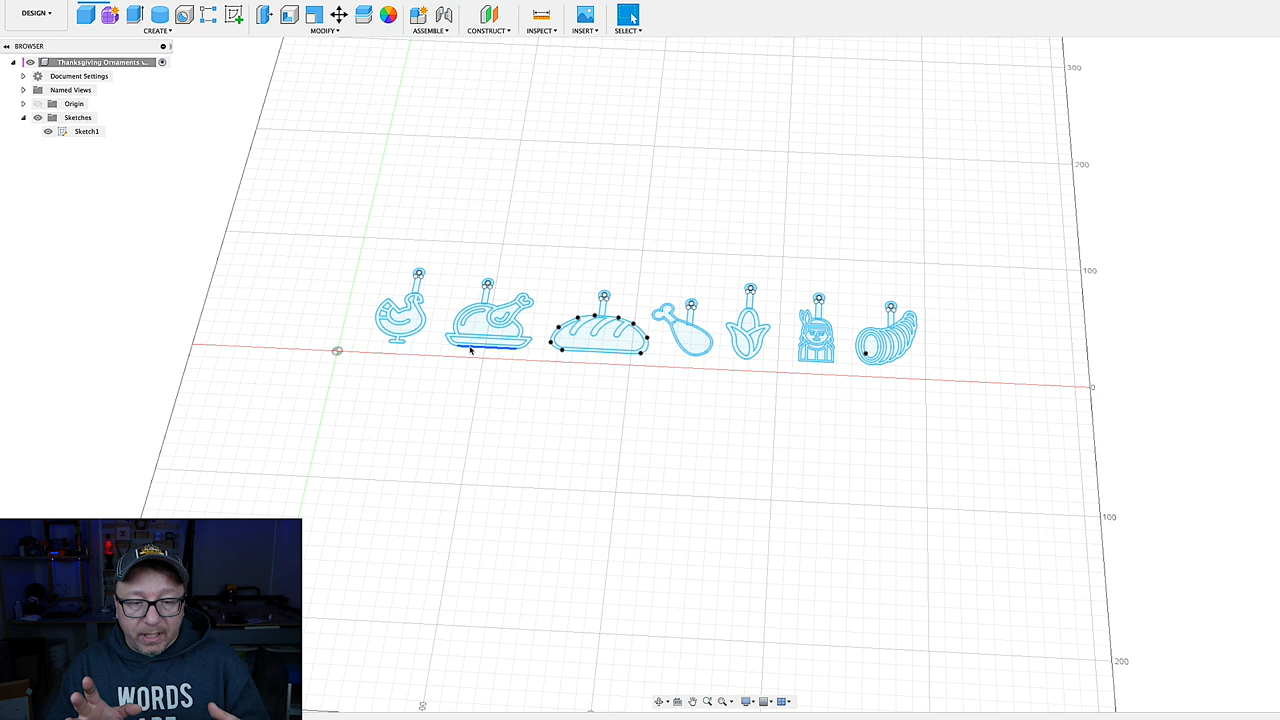 DESIGN▾
CREATE▾
MODIFY▾
ASSEMBLE▾
CONSTRUCT▾
INSPECT▾
INSERT▾
SELECT▾
BROWSER
Thanksgiving Ornaments
Document Settings
Named Views
Origin
Sketches
Sketch1
300
200
100
0
100
200
WORDS